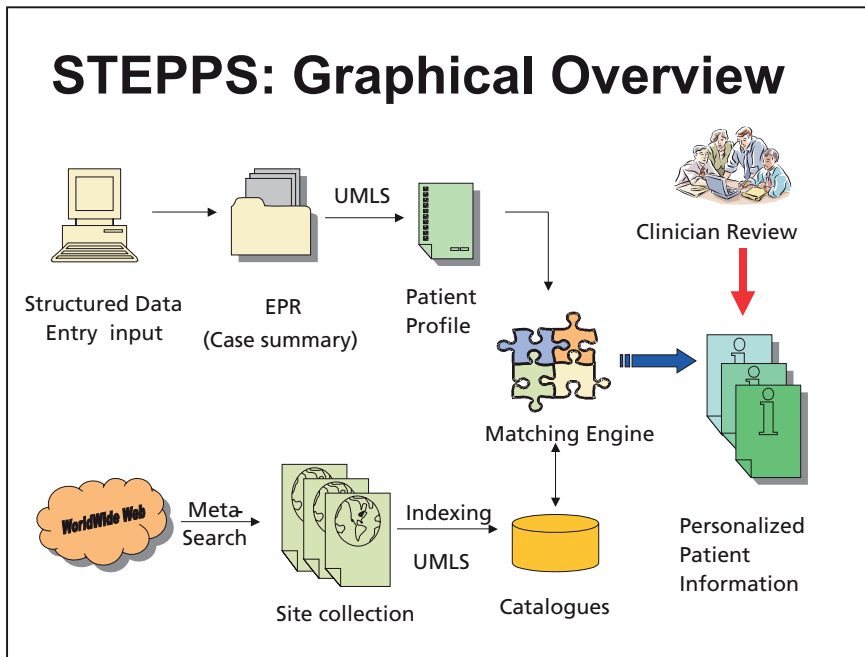 STEPPS: Graphical Overview
UMLS
Clinician Review
Structured Data
Entry input
EPR
(Case summary)
Patient
Profile
Matching Engine
WorldWide Web
Meta-
Search
Site collection
Indexing
UMLS
Catalogues
Personalized
Patient
Information